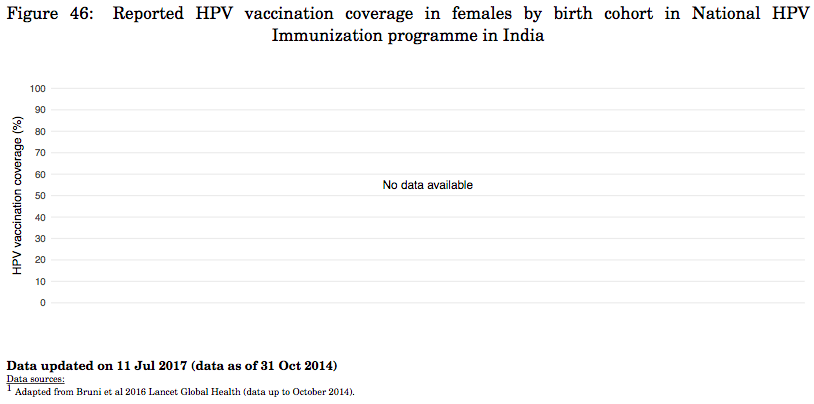 Figure 46: Reported HPV vaccination coverage in females by birth cohort in National HPV
Immunization programme in India
HPV vaccination coverage (%)
100
90
80
70
60
50
40
30
20
10
0
No data available
Data updated on 11 Jul 2017 (data as of 31 Oct 2014)
Data sources:
1 Adapted from Bruni et al 2016 Lancet Global Health (data up to October 2014).